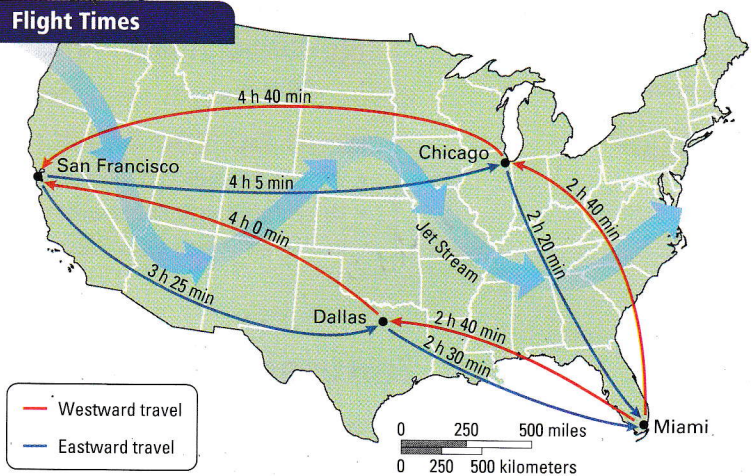 Flight Times
4 h 40 min
San Francisco
Chicago
4 h 5 min
4 h 0 min
3 h 25 min
Jet Stream
2 h 20 min
2 h 40 min
Dallas
2 h 40 min
2 h 30 min
Miami
Westward travel
Eastward travel
0 250 500 miles
0 250 500 kilometers